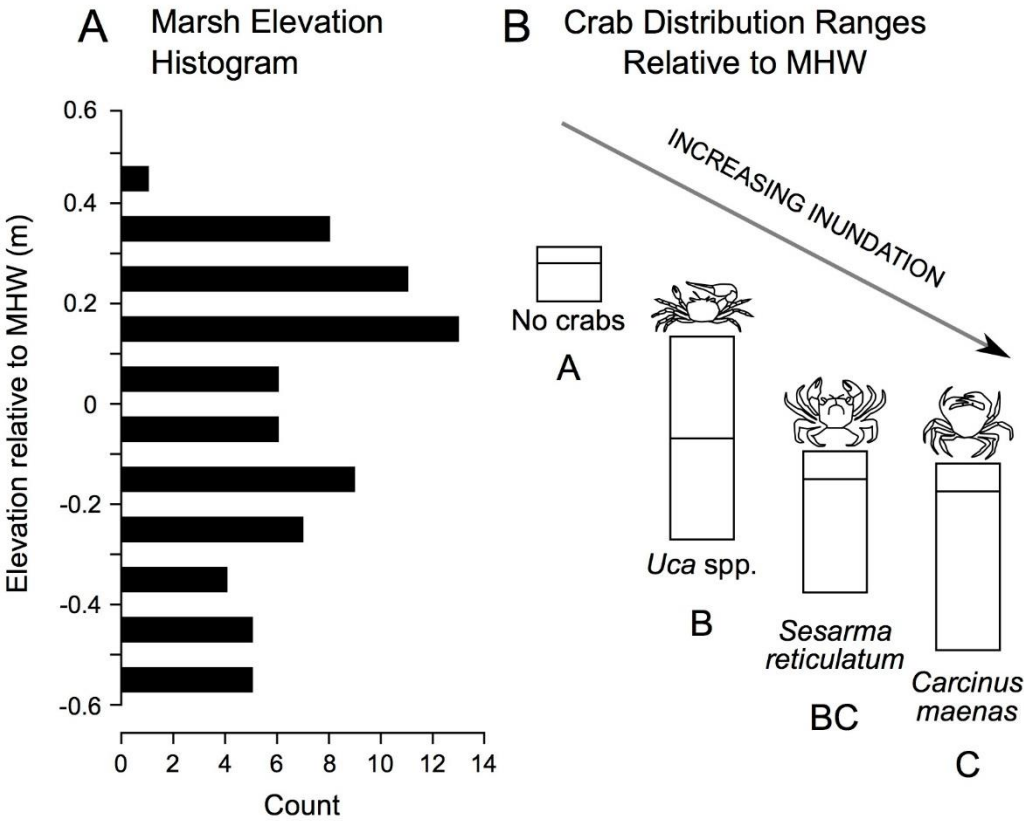 A Marsh Elevation
Histogram
B Crab Distribution Ranges
Relative to MHW
Elevation relative to MHW (m)
0.6
0.4
0.2
0
-0.2
-0.4
-0.6
0 2 4 6 8 10 12 14
Count
INCREASING INUNDATION
No crabs
A
Uca spp.
B
Sesarma
reticulatum
BC
Carcinus
maenas
C